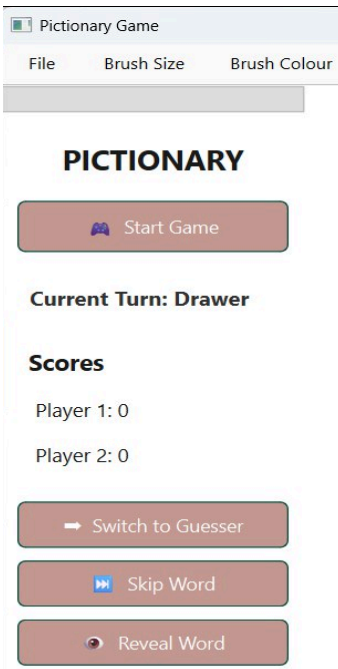 Pictionary Game
File Brush Size Brush Colour
PICTIONARY
Start Game
Current Turn: Drawer
Scores
Player 1: 0
Player 2: 0
Switch to Guesser
Skip Word
Reveal Word